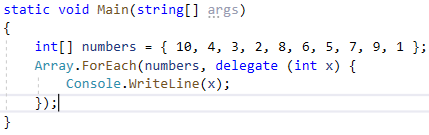 static void Main(string[] args)
{
    int[] numbers = { 10, 4, 3, 2, 8, 6, 5, 7, 9, 1 };
    Array.ForEach(numbers, delegate (int x) {
        Console.WriteLine(x);
    });
}